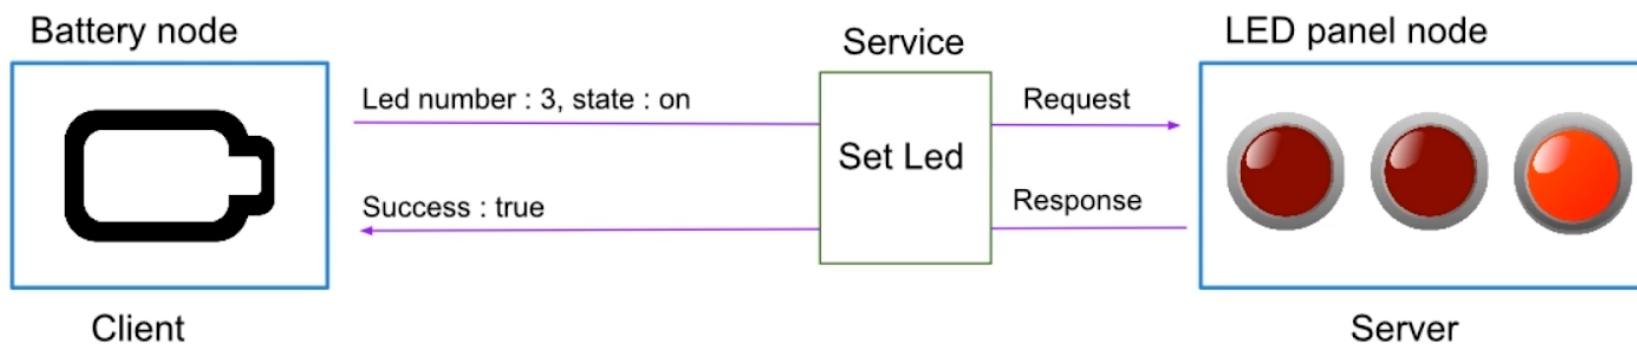 Battery node
Service
LED panel node
Led number : 3, state : on
Request
Set Led
Success : true
Response
Client
Server